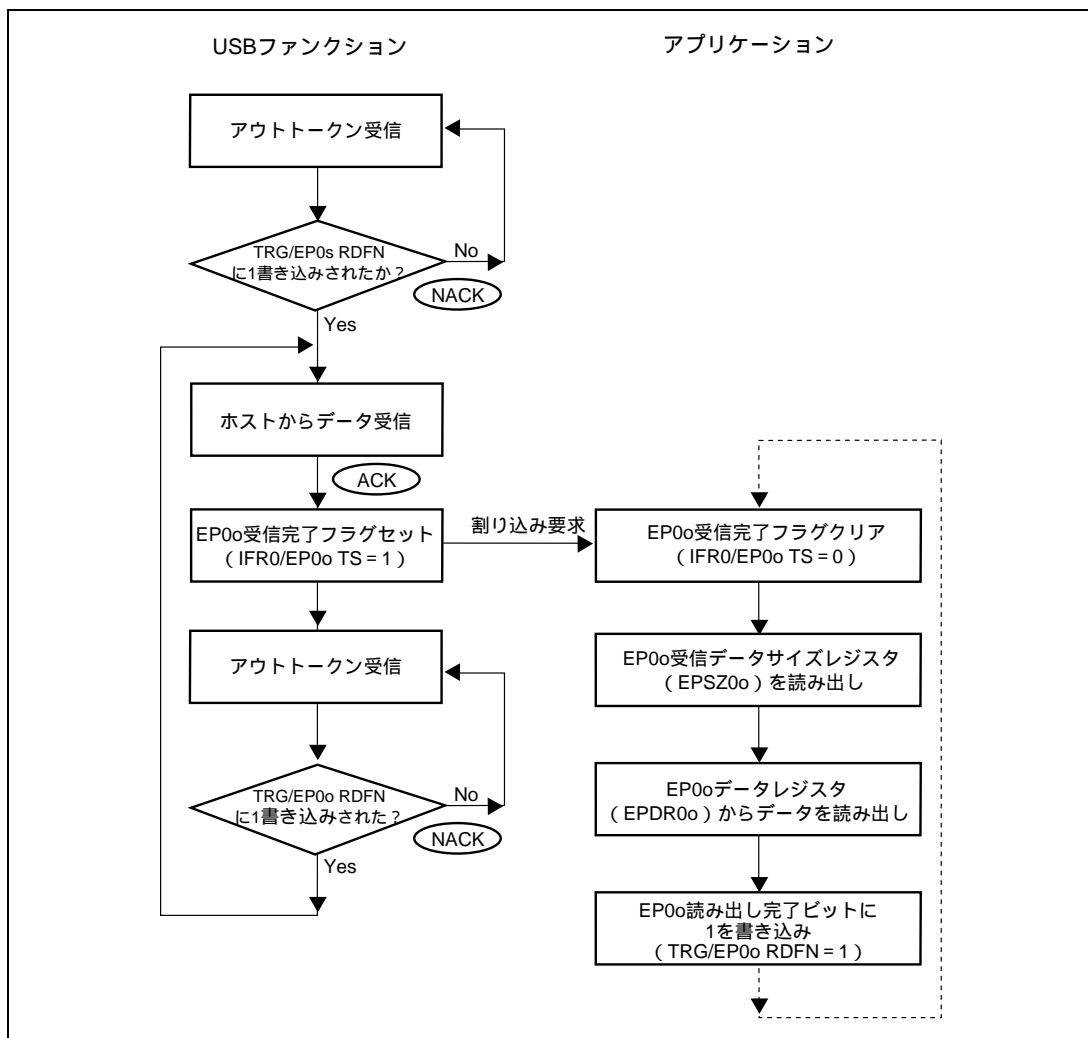 USBファンクション
アプリケーション
アウトトークン受信
TRG/EP0s RDFN
に1書き込みされたか？
No
NACK
Yes
ホストからデータ受信
ACK
EP0o受信完了フラグセット
（IFR0/EP0o TS = 1）
割り込み要求
EP0o受信完了フラグクリア
（IFR0/EP0o TS = 0）
アウトトークン受信
EP0o受信データサイズレジスタ
（EPSZ0o）を読み出し
TRG/EP0o RDFN
に1書き込みされた？
No
NACK
Yes
EP0oデータレジスタ
（EPDR0o）からデータを読み出し
EP0o読み出し完了ビットに
1を書き込み
（TRG/EP0o RDFN = 1）